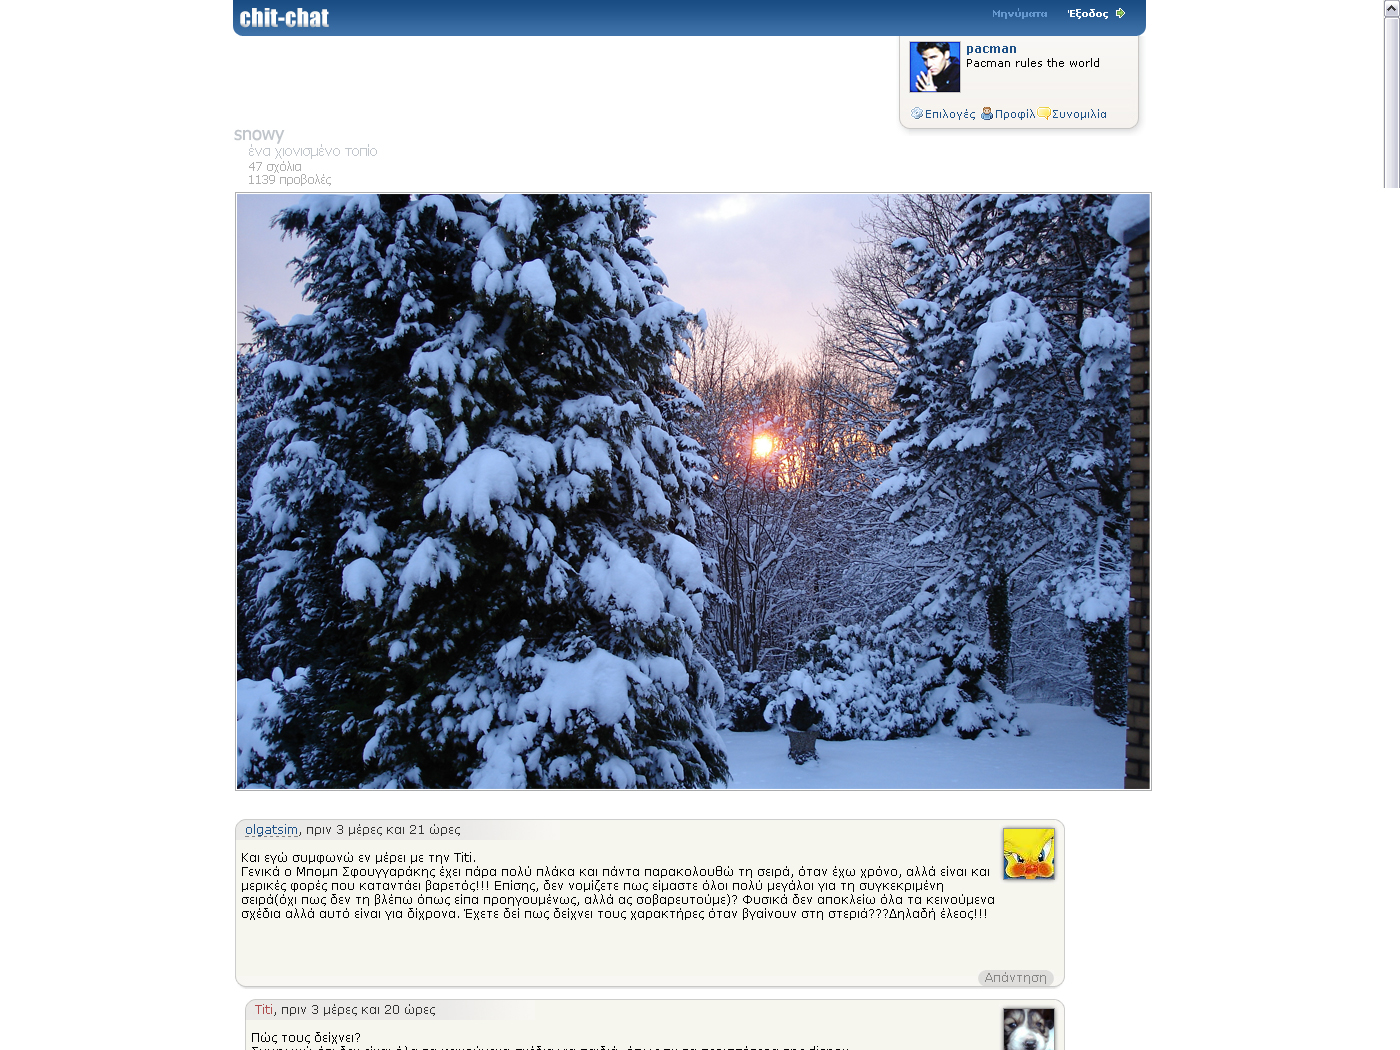 chit-chat
Μηνύματα Έξοδος
pacman
Pacman rules the world
Επιλογές Προφίλ Συνομιλία
snowy
ένα χιονισμένο τοπίο
47 σχόλια
1139 προβολές
olgatsim, πριν 3 μέρες και 21 ώρες
Και εγώ συμφωνώ εν μέρει με την Titi.
Γενικά ο Μπομπ Σφουγγαράκης έχει πάρα πολύ πλάκα και πάντα παρακολουθώ τη σειρά, όταν έχω χρόνο, αλλά είναι και
μερικές φορές που καταντάει βαρετός!!! Επίσης, δεν νομίζετε πως είμαστε όλοι πολύ μεγάλοι για τη συγκεκριμένη
σειρά(όχι πως δεν τη βλέπω όπως είπα προηγουμένως, αλλά ας σοβαρευτούμε)? Φυσικά δεν αποκλείω όλα τα κεινούμενα
σχέδια αλλά αυτό είναι για δίχρονα. Έχετε δεί πως δείχνει τους χαρακτήρες όταν βγαίνουν στη στεριά???Δηλαδή έλεος!!!
Απάντηση
Titi, πριν 3 μέρες και 20 ώρες
Πώς τους δείχνει?